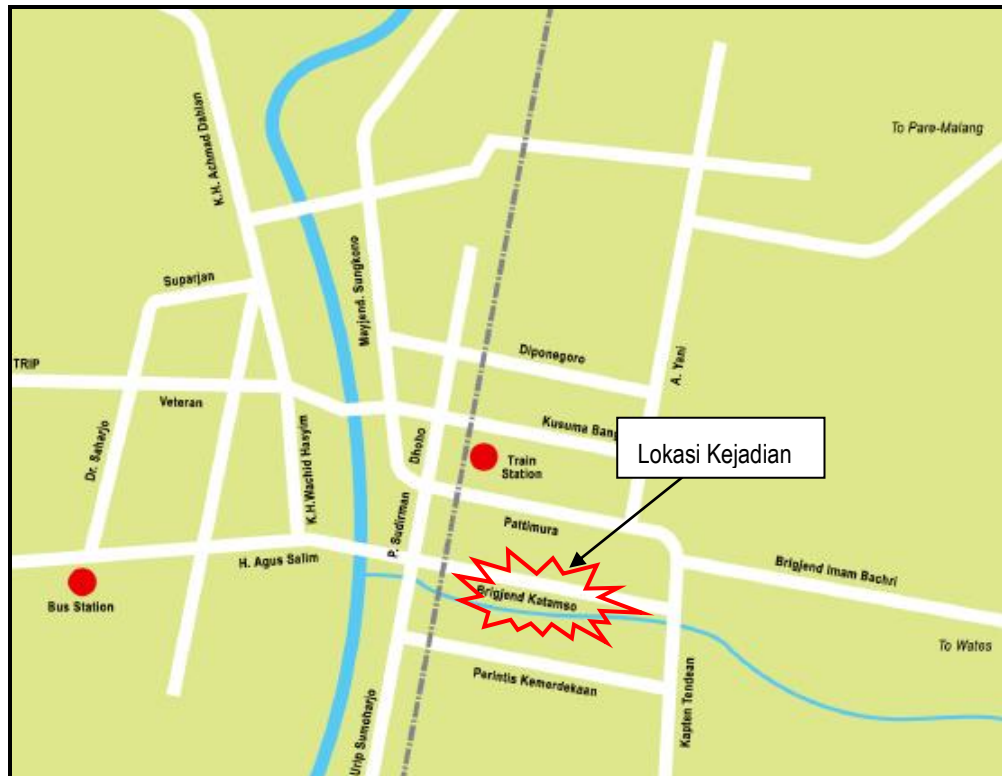 K.H. Achmad Dahlan
To Pare-Malang
Suparjan
Mayjend. Sungkono
Diponegoro
A. Yani
TRIP
Veteran
Kusuma Bang
Lokasi Kejadian
Dr. Saharjo
K.H.Wachid Hasyim
Dhoho
Train
Station
P. Sudirman
Pattimura
H. Agus Salim
Bus Station
Brigjend Katamso
Brigjend Imam Bachri
To Wates
Perintis Kemerdekaan
Kapten Tendean
Urip Sumoharjo